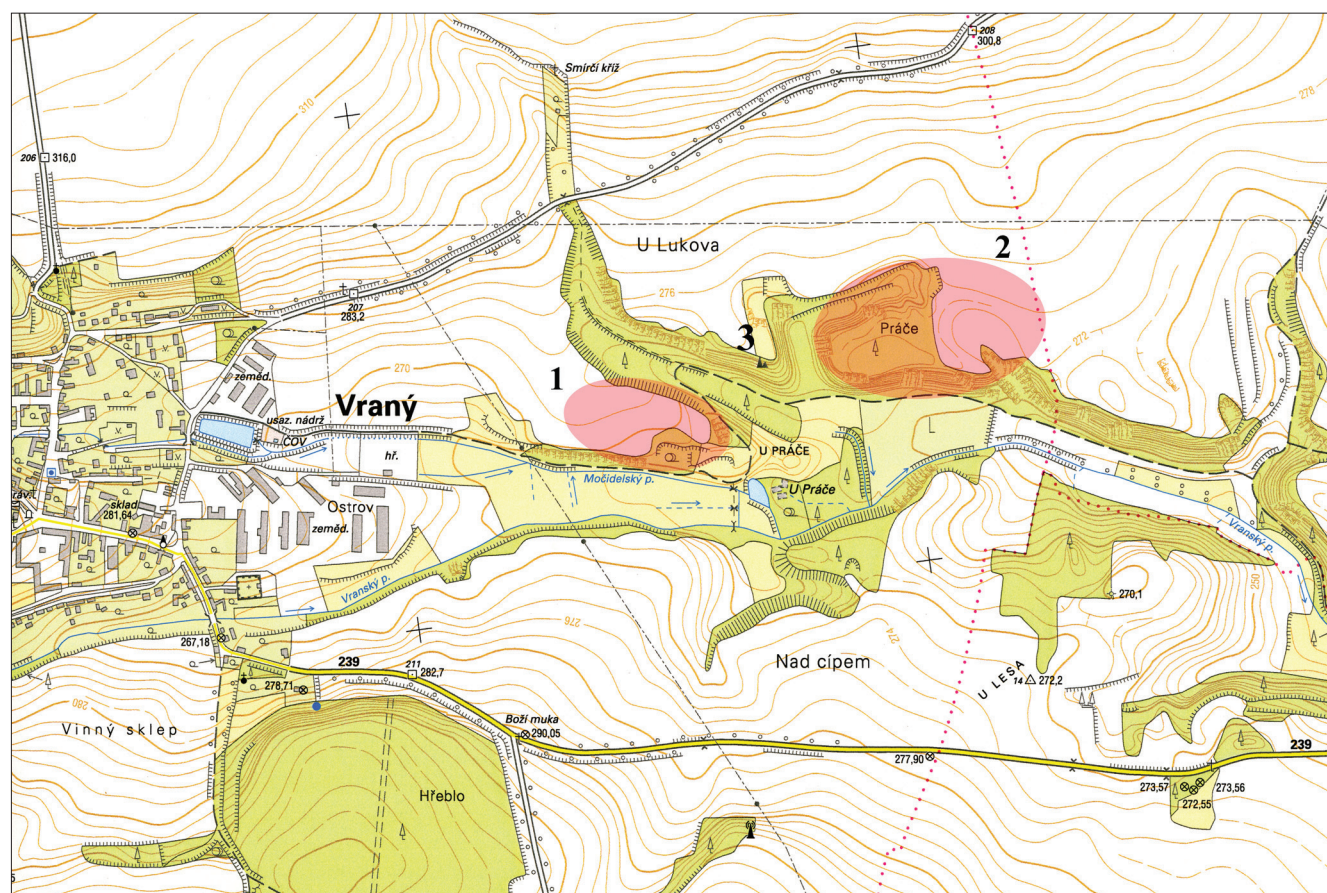 208
300,8
Smírčí kříž
310
278
206
316,0
U Lukova
2
276
207
283,2
Práče
3
272
270
zeměd.
1
Vraný
usaz. nádrž
ČOV
hř.
U PRÁČE
L
Močidelský p.
U Práče
sklad
281,64
Ostrov
zeměd.
Vranský p.
Vranský p.
250
270,1
267,18
276
274
239
211
282,7
Nad cípem
U LESA
14
272,2
278,71
280
Vinný sklep
Boží muka
290,05
277,90
239
273,57
273,56
272,55
Hřeblo